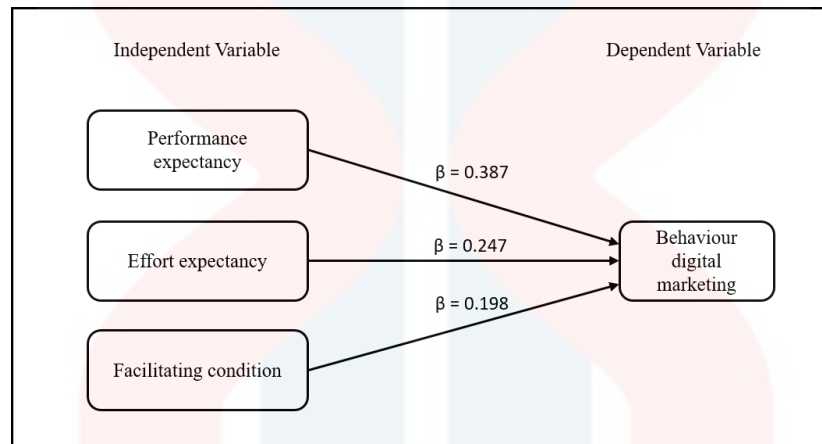 Independent Variable
Dependent Variable
Performance
expectancy
β = 0.387
Effort expectancy
β = 0.247
Behaviour
digital
marketing
β = 0.198
Facilitating condition